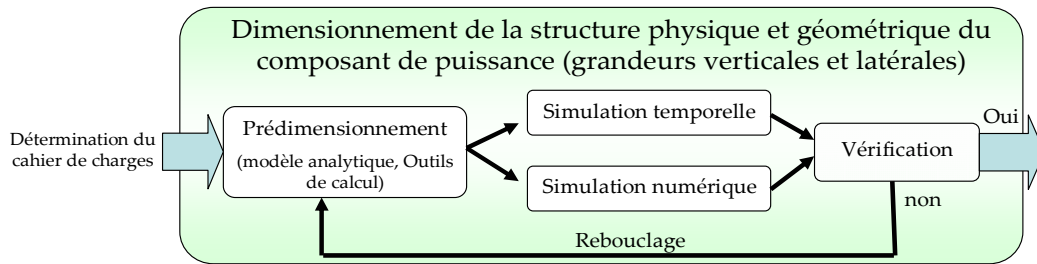 Dimensionnement de la structure physique et géométrique du
composant de puissance (grandeurs verticales et latérales)
Détermination du
cahier de charges
Prédimensionnement
(modèle analytique, Outils
de calcul)
Simulation temporelle
Simulation numérique
Vérification
Oui
non
Rebouclage